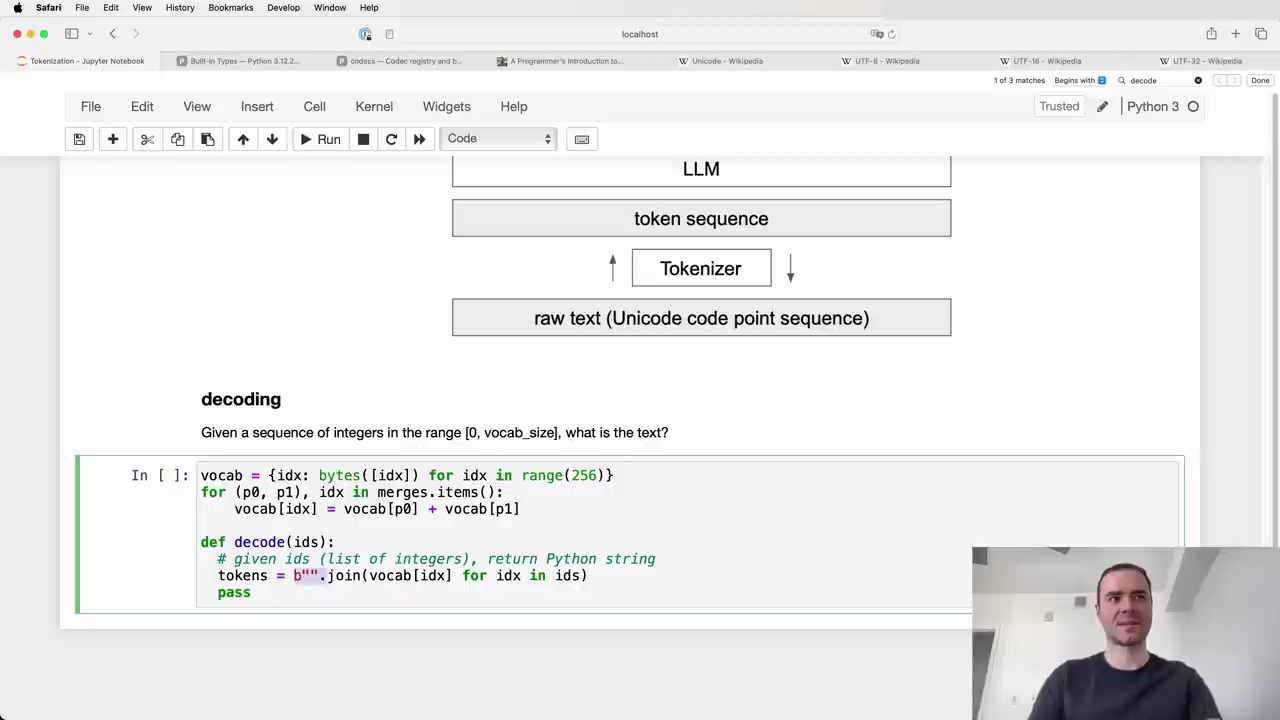 Safari File Edit View History Bookmarks Develop Window Help
localhost
Tokenization - Jupyter Notebook Built-in Types — Python 3.12.2... codecs — Codec registry and b... A Programmer's Introduction to... Unicode - Wikipedia UTF-8 - Wikipedia UTF-16 - Wikipedia UTF-32 - Wikipedia
1 of 3 matches Begins with decode Done
File Edit View Insert Cell Kernel Widgets Help Trusted Python 3
Run Code
LLM
token sequence
Tokenizer
raw text (Unicode code point sequence)
decoding
Given a sequence of integers in the range [0, vocab_size], what is the text?
In [ ]: vocab = {idx: bytes([idx]) for idx in range(256)}
for (p0, p1), idx in merges.items():
    vocab[idx] = vocab[p0] + vocab[p1]
def decode(ids):
  # given ids (list of integers), return Python string
  tokens = b"".join(vocab[idx] for idx in ids)
  pass